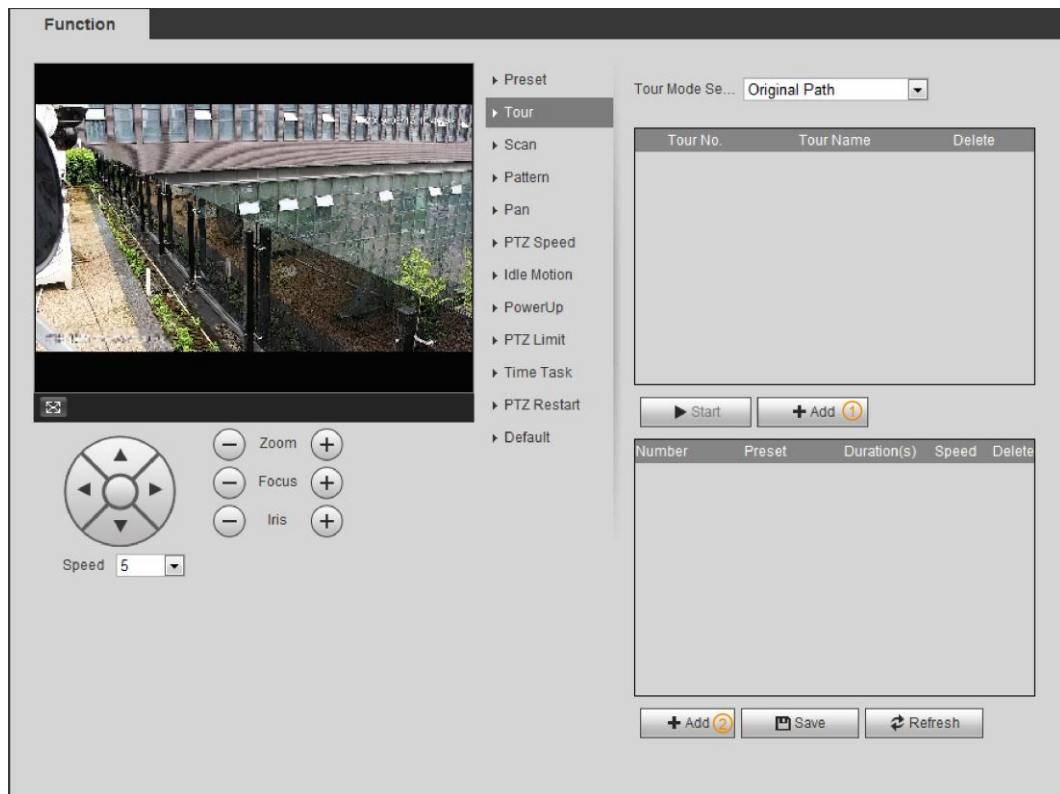 Function
Preset
Tour
Scan
Pattern
Pan
PTZ Speed
Idle Motion
PowerUp
PTZ Limit
Time Task
PTZ Restart
Default
Zoom
Focus
Iris
Speed 5
Tour Mode Se... Original Path
Tour No. Tour Name Delete
Start Add 1
Number Preset Duration(s) Speed Delete
Add 2 Save Refresh